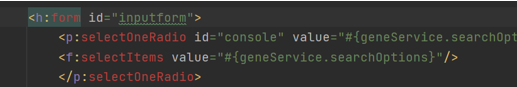 <h:form id="inputform">
<p:selectOneRadio id="console" value="#{geneService.searchOpt
<f:selectItems value="#{geneService.searchOptions}"/>
</p:selectOneRadio>